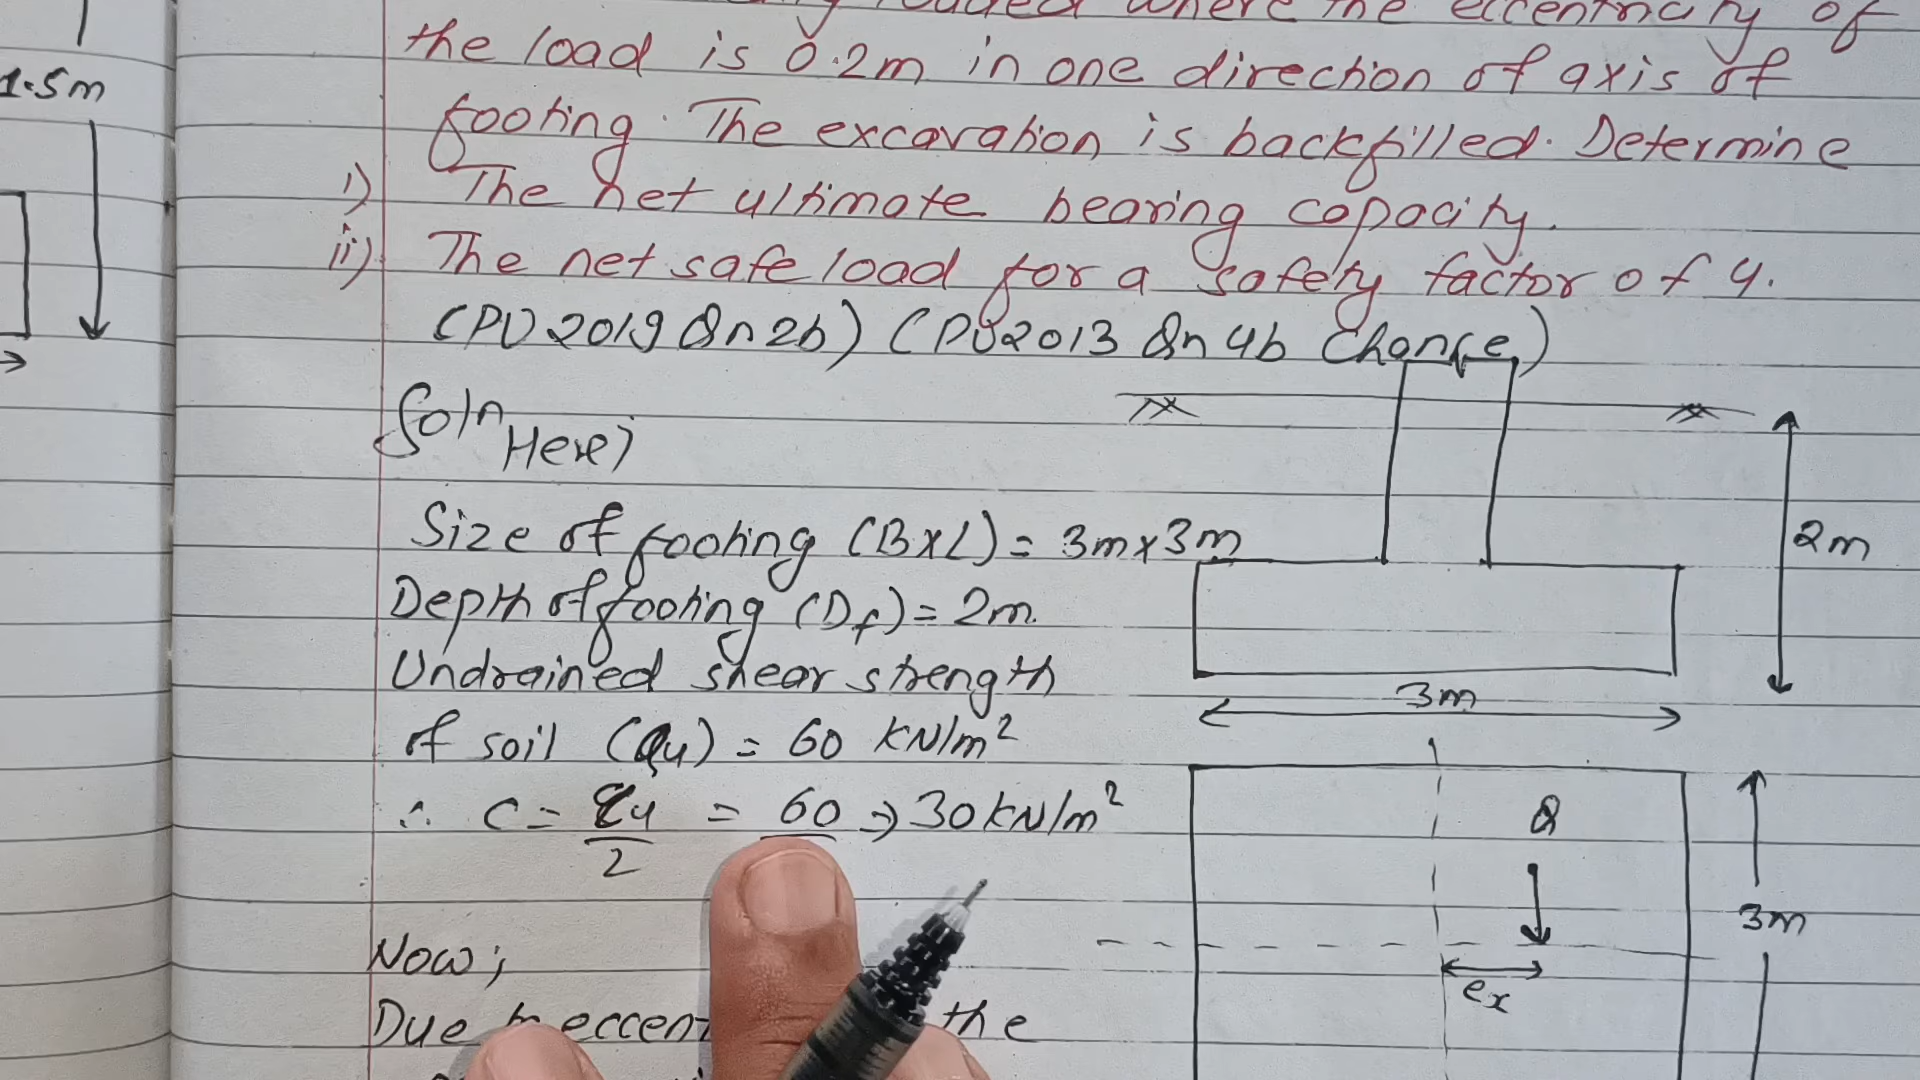 1.5m
where the eccentricity of
the load is 0.2m in one direction of axis of
footing. The excavation is backfilled. Determine
i) The net ultimate bearing capacity.
ii) The net safe load for a safety factor of 4.
(PU 2019 Qn 2b) (PU 2013 Qn 4b Change)
Soln Here;
Size of footing (B×L) = 3m×3m
Depth of footing (Df) = 2m.
Undrained shear strength
of soil (qu) = 60 KN/m²
∴ C = qu/2 = 60 ⇒ 30 KN/m²
Now;
Due the
2m
3m
Q
3m
ex